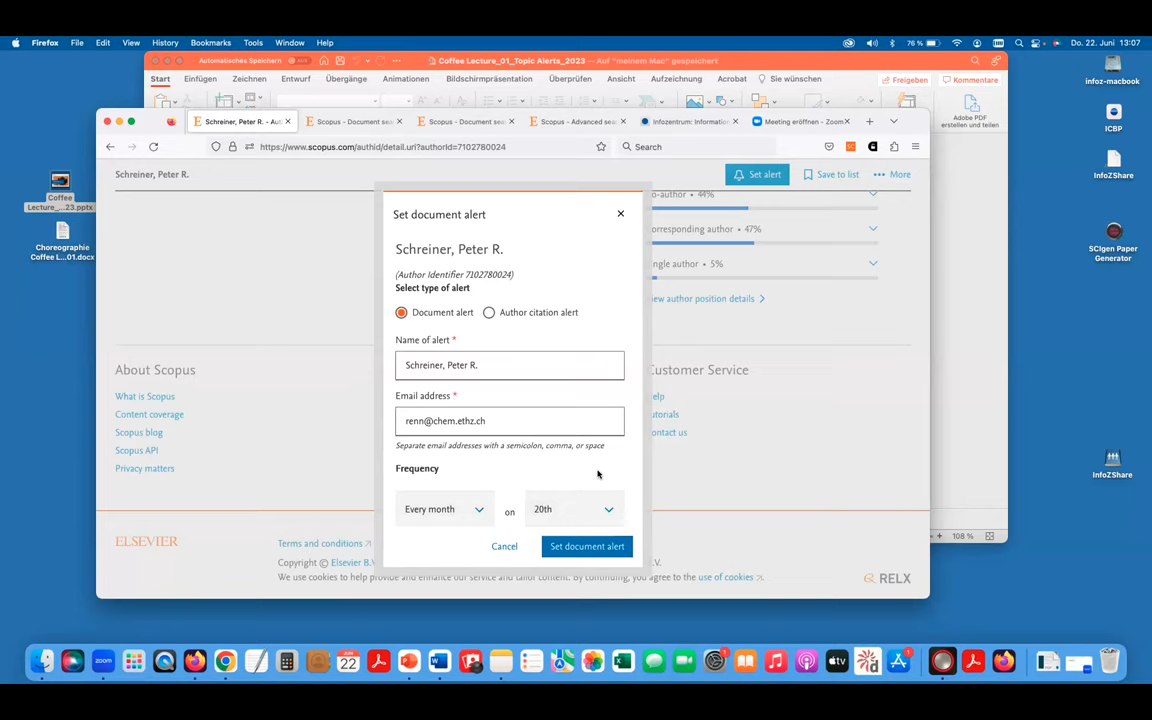 Firefox File Edit View History Bookmarks Tools Window Help 76 % Do. 22. Juni 13:07
Automatisches Speichern Coffee Lecture_01_Topic Alerts_2023 — Auf "meinem Mac" gespeichert
Start Einfügen Zeichnen Entwurf Übergänge Animationen Bildschirmpräsentation Überprüfen Ansicht Aufzeichnung Acrobat Sie wünschen Freigeben Kommentare
Adobe PDF
erstellen und teilen
Schreiner, Peter R. - Aut Scopus - Document sea Scopus - Document sea Scopus - Advanced sea Infozentrum: Information Meeting eröffnen - Zoom
https://www.scopus.com/authid/detail.uri?authorId=7102780024 Search
Schreiner, Peter R. Set alert Save to list More
o-author • 44%
orresponding author • 47%
ngle author • 5%
ew author position details
Set document alert
Schreiner, Peter R.
(Author Identifier 7102780024)
Select type of alert
Document alert Author citation alert
Name of alert *
Schreiner, Peter R.
Email address *
renn@chem.ethz.ch
Separate email addresses with a semicolon, comma, or space
Frequency
Every month on 20th
Cancel Set document alert
About Scopus
What is Scopus
Content coverage
Scopus blog
Scopus API
Privacy matters
Customer Service
elp
utorials
ontact us
ELSEVIER
Terms and conditions
Copyright © Elsevier B.V.
We use cookies to help provide and enhance our service and tailor content. By continuing, you agree to the use of cookies.
RELX
108 %
Coffee
Lecture_...23.pptx
Choreographie
Coffee L...01.docx
infoz-macbook
ICBP
InfoZShare
SCIgen Paper
Generator
InfoZShare
zoom
JUN
22
tv